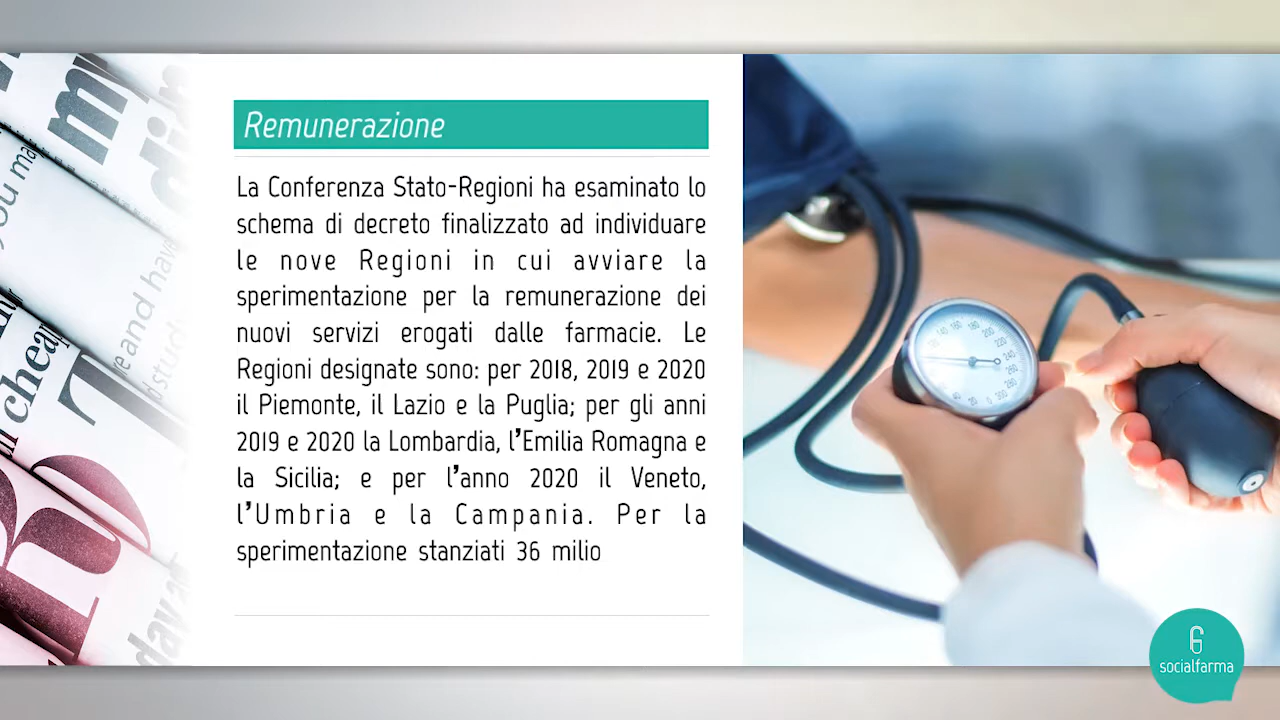 Remunerazione
La Conferenza Stato-Regioni ha esaminato lo
schema di decreto finalizzato ad individuare
le nove Regioni in cui avviare la
sperimentazione per la remunerazione dei
nuovi servizi erogati dalle farmacie. Le
Regioni designate sono: per 2018, 2019 e 2020
il Piemonte, il Lazio e la Puglia; per gli anni
2019 e 2020 la Lombardia, l'Emilia Romagna e
la Sicilia; e per l'anno 2020 il Veneto,
l'Umbria e la Campania. Per la
sperimentazione stanziati 36 milio
socialfarma